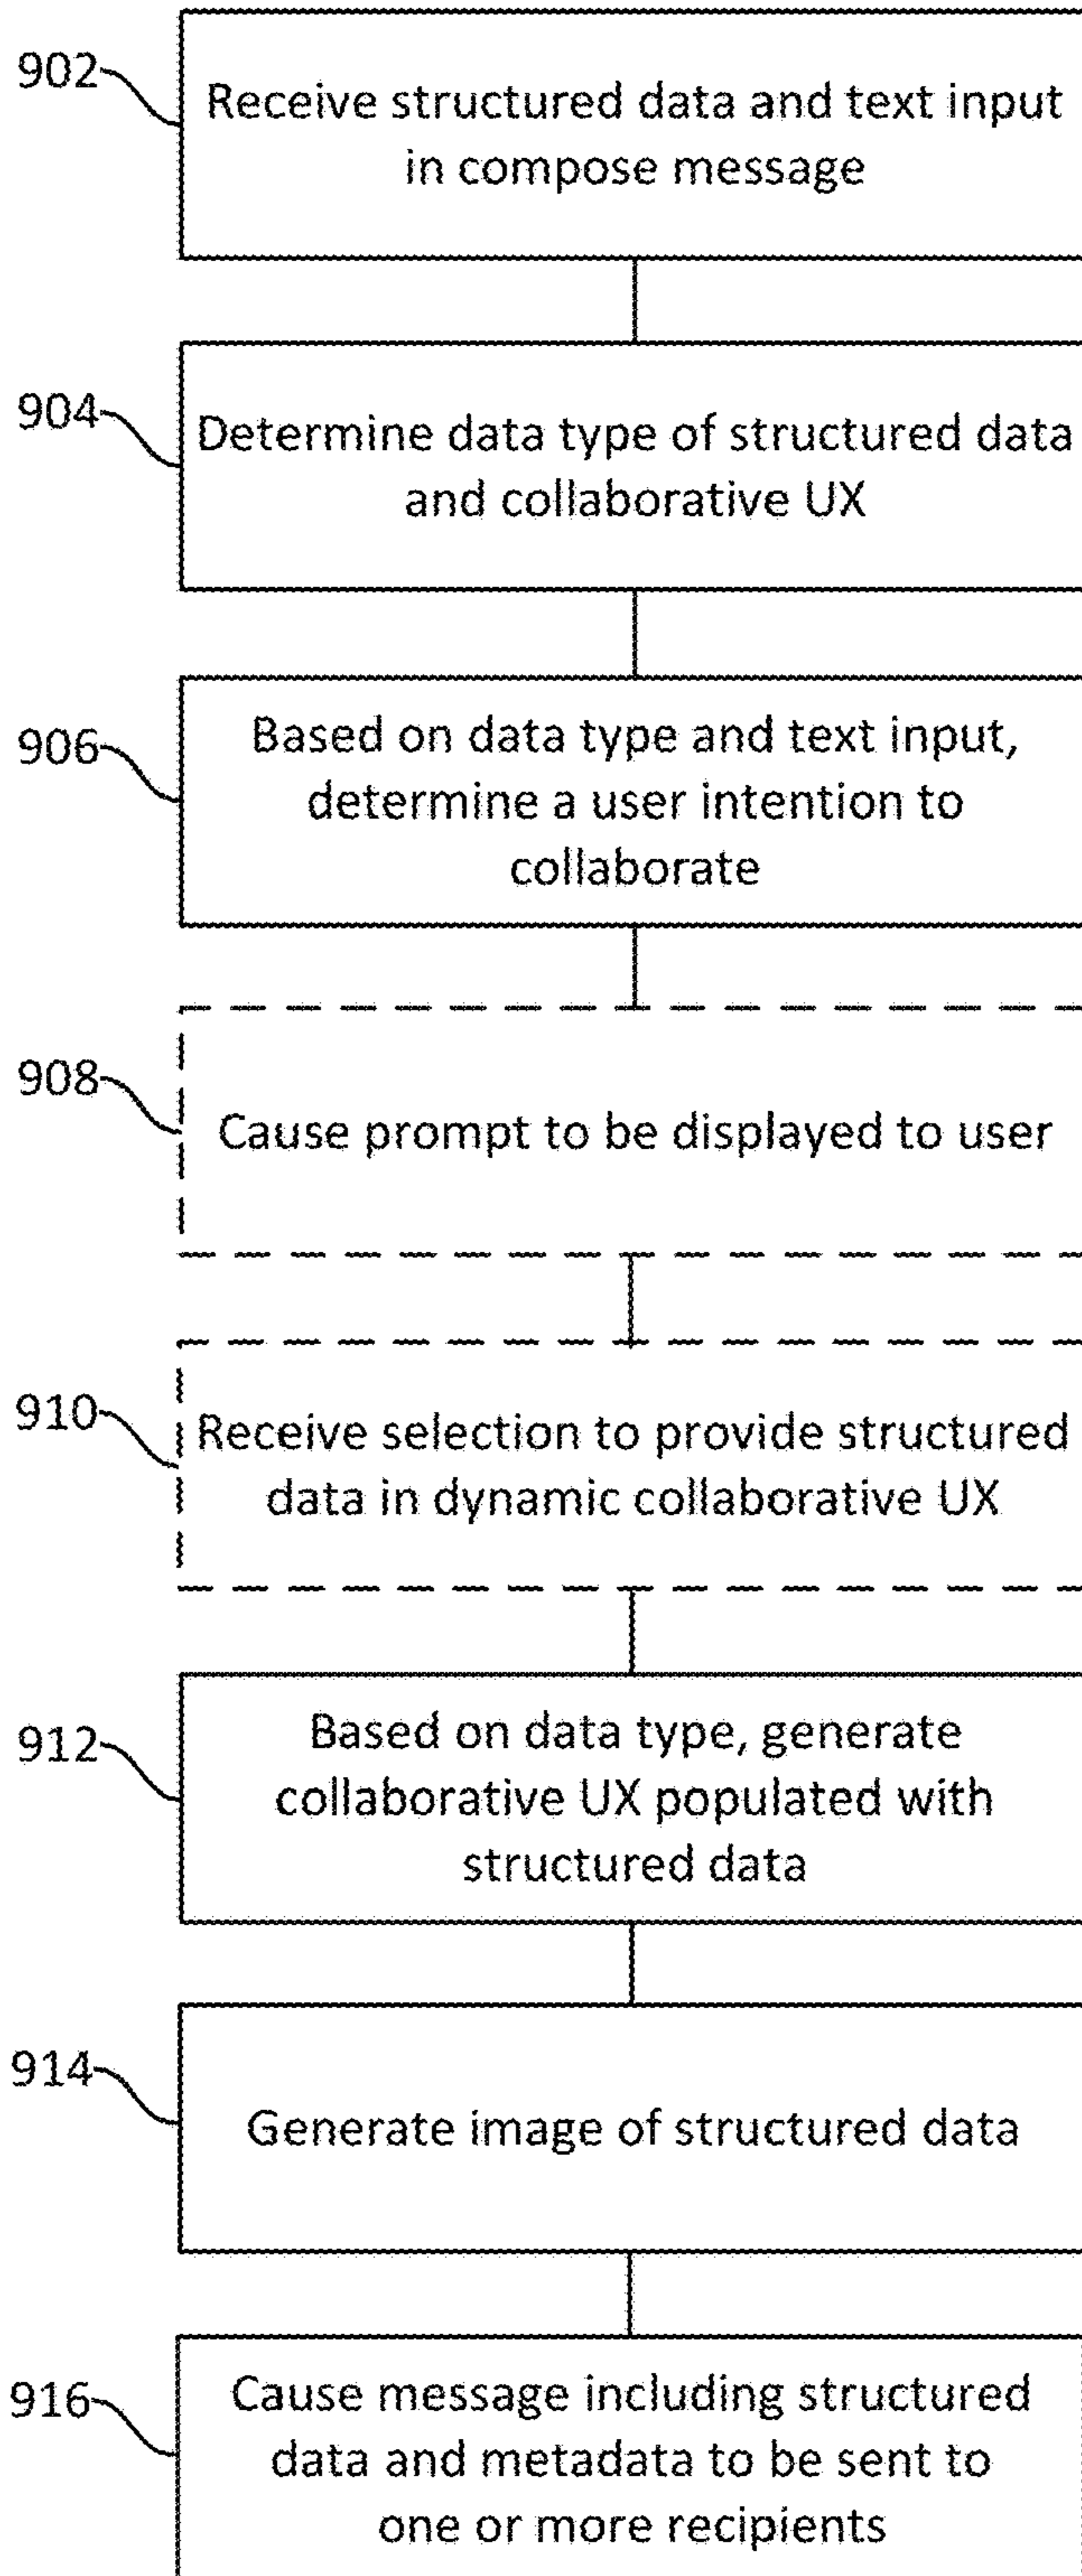 902
Receive structured data and text input
in compose message
904
Determine data type of structured data
and collaborative UX
906
Based on data type and text input,
determine a user intention to
collaborate
908
Cause prompt to be displayed to user
910
Receive selection to provide structured
data in dynamic collaborative UX
912
Based on data type, generate
collaborative UX populated with
structured data
914
Generate image of structured data
916
Cause message including structured
data and metadata to be sent to
one or more recipients